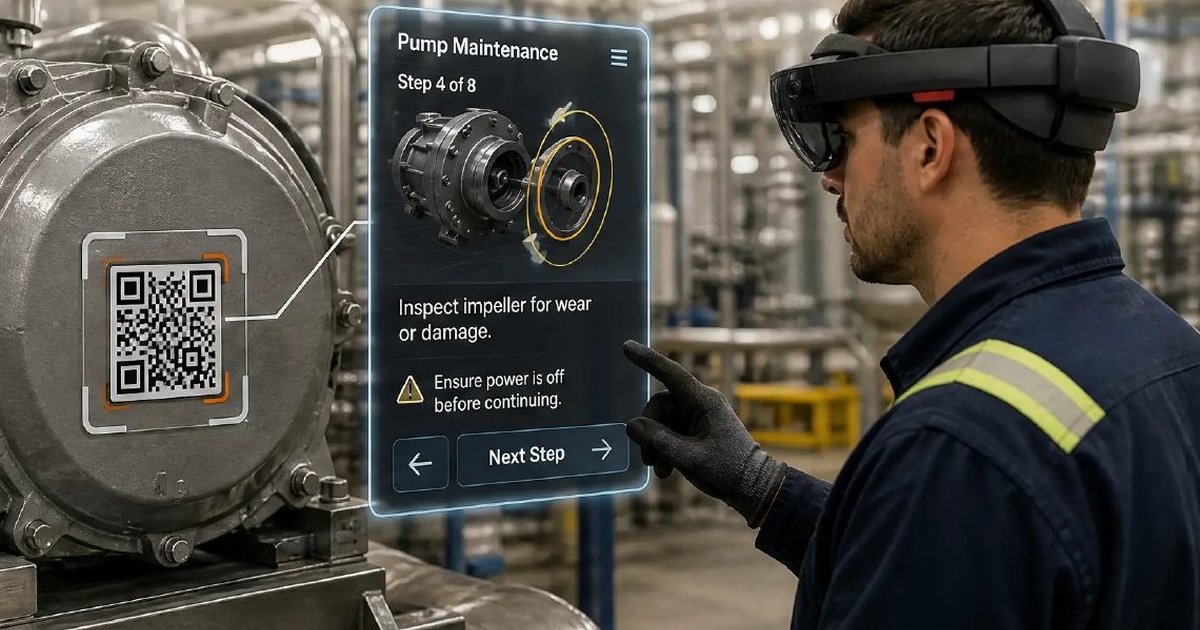 Pump Maintenance
Step 4 of 8
Inspect impeller for wear
or damage.
Ensure power is off
before continuing.
Next Step